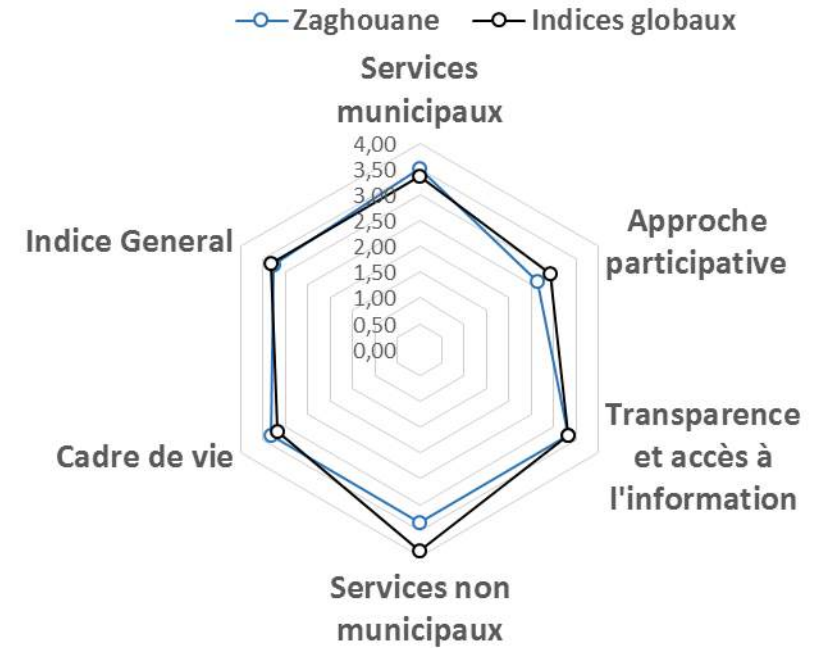 Zaghouane Indices globaux
Services
municipaux
4,00
3,50
3,00
2,50
2,00
1,50
1,00
0,50
0,00
Approche
participative
Indice General
Transparence
et accès à
l'information
Cadre de vie
Services non
municipaux